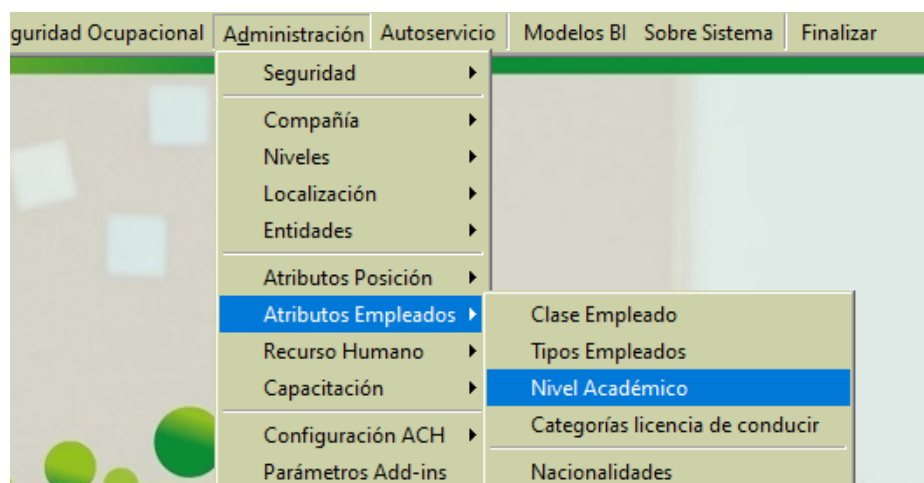 guridad Ocupacional Administración Autoservicio Modelos BI Sobre Sistema Finalizar
Seguridad
Compañía
Niveles
Localización
Entidades
Atributos Posición
Atributos Empleados
Recurso Humano
Capacitación
Configuración ACH
Parámetros Add-ins
Clase Empleado
Tipos Empleados
Nivel Académico
Categorías licencia de conducir
Nacionalidades